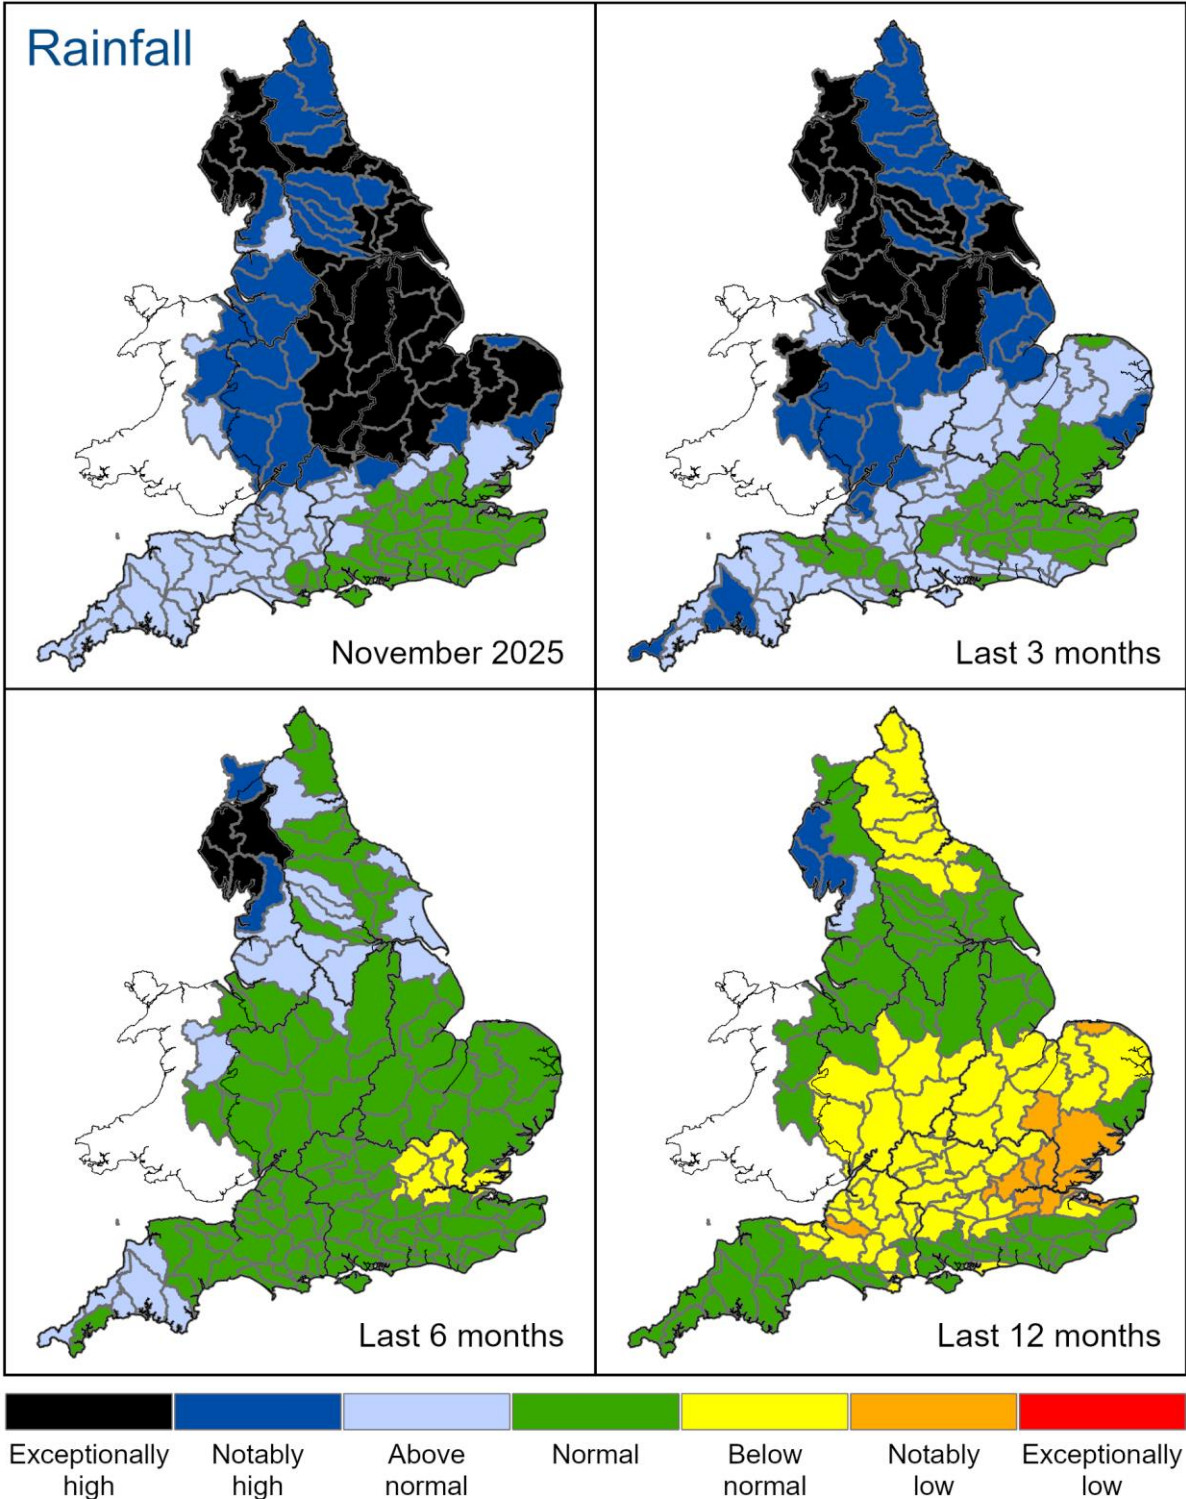 Rainfall
November 2025
Last 3 months
Last 6 months
Last 12 months
Exceptionally high
Notably high
Above normal
Normal
Below normal
Notably low
Exceptionally low